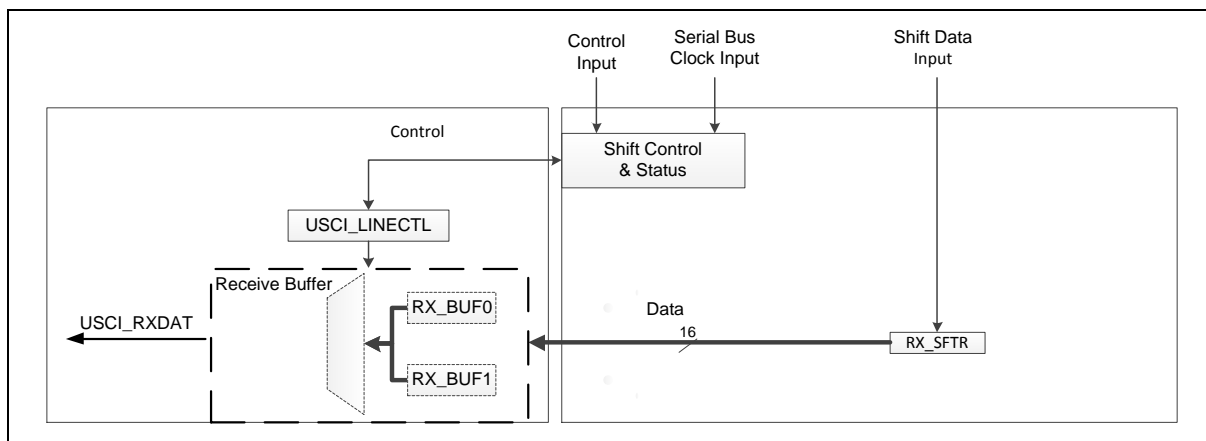 Control
Input
Serial Bus
Clock Input
Shift Data
Input
Control
Shift Control
& Status
USCI_LINECTL
Receive Buffer
RX_BUF0
USCI_RXDAT
Data
16
RX_SFTR
RX_BUF1